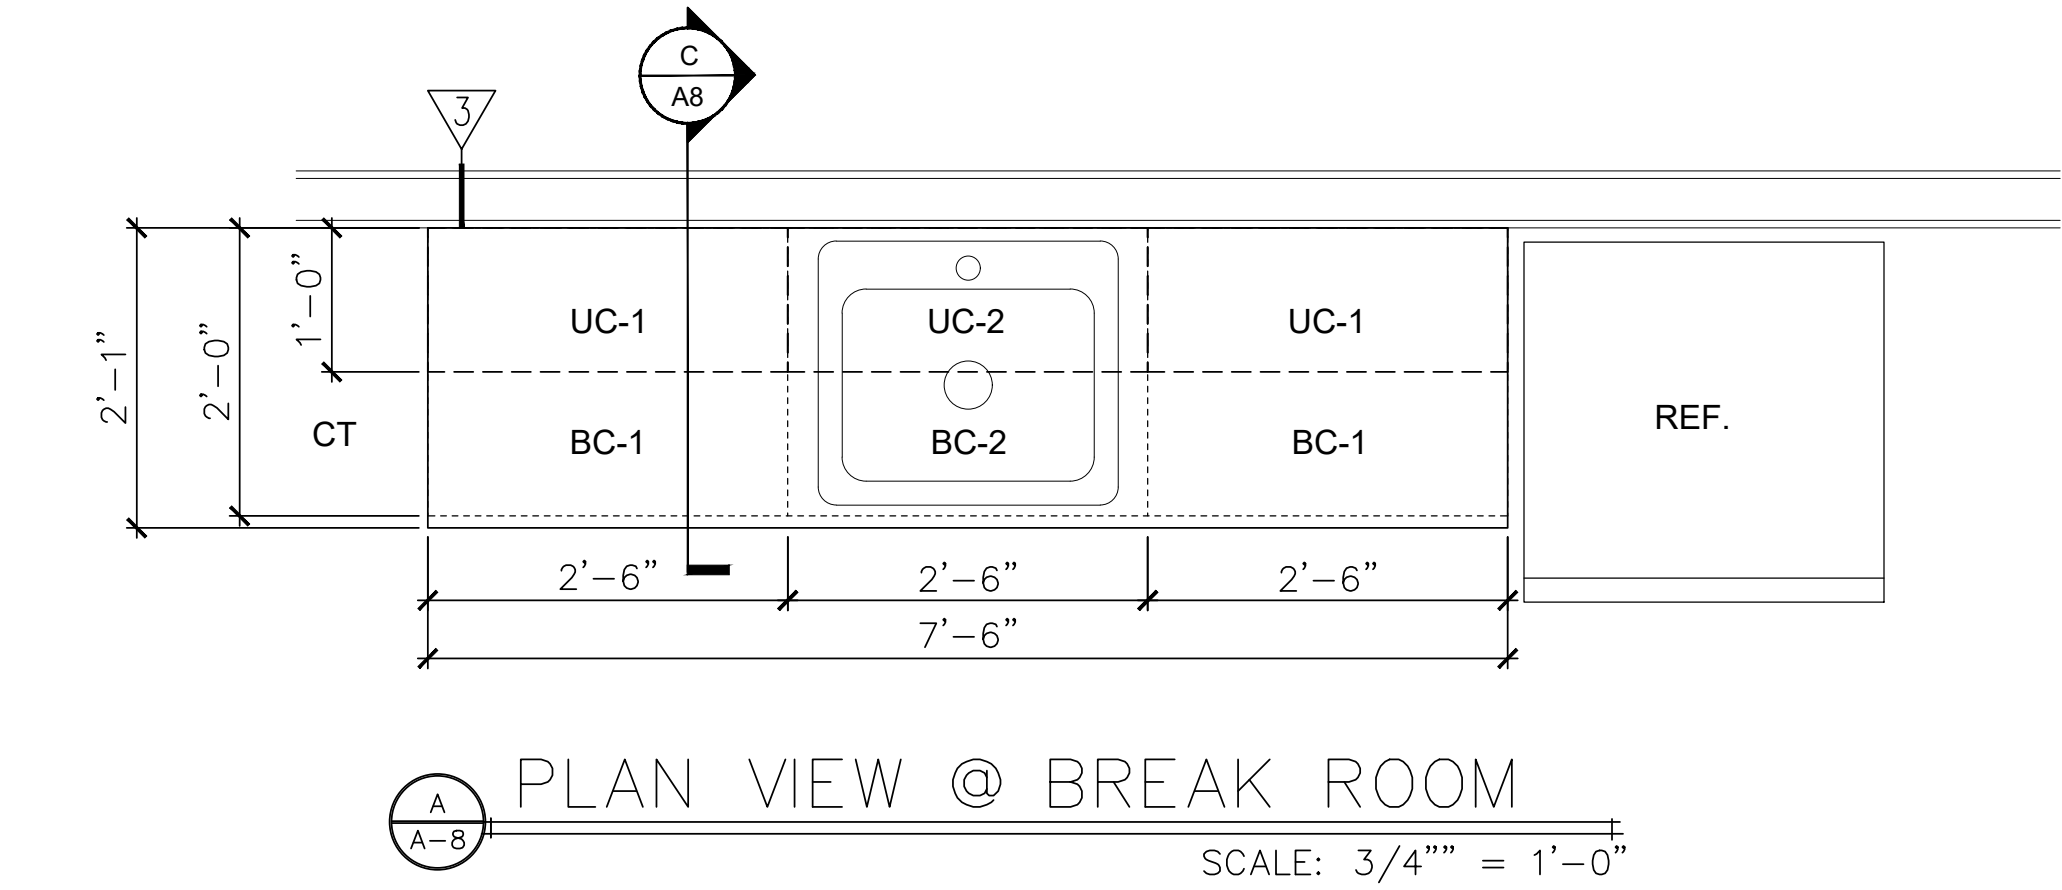 C
A8
3
1'-0"
2'-0"
2'-1"
CT
UC-1
UC-2
UC-1
BC-1
BC-2
BC-1
REF.
2'-6"
2'-6"
2'-6"
7'-6"
PLAN VIEW @ BREAK ROOM
A
A-8
SCALE: 3/4"" = 1'-0"